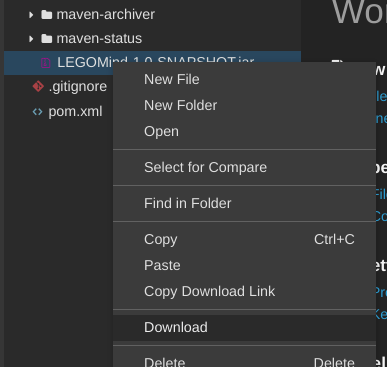 Wo
maven-archiver
maven-status
LEGOMind-1.0-SNAPSHOT.jar
.gitignore
pom.xml
New File
New Folder
Open
Select for Compare
Find in Folder
Copy Ctrl+C
Paste
Copy Download Link
Download
Delete Delete